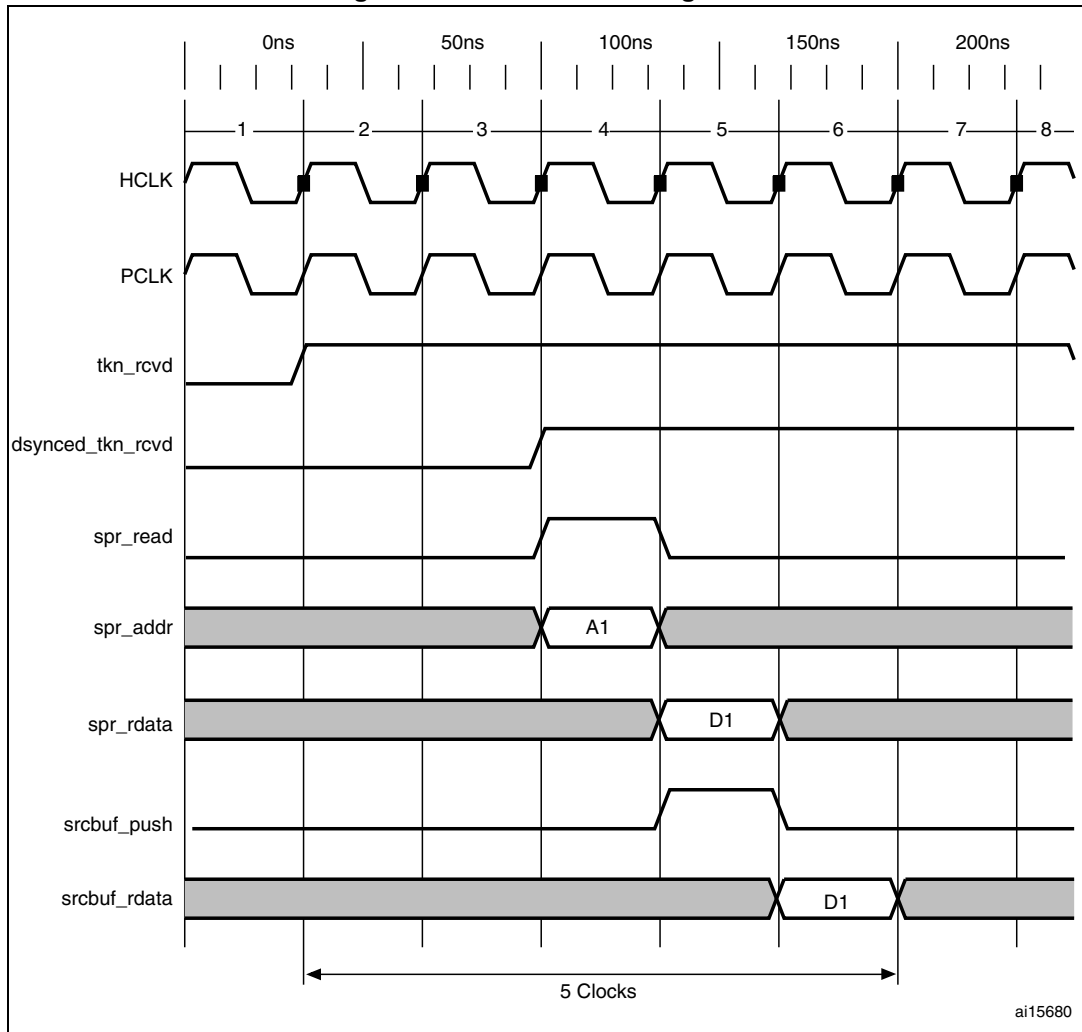 0ns 50ns 100ns 150ns 200ns
1 2 3 4 5 6 7 8
HCLK
PCLK
tkn_rcvd
dsynced_tkn_rcvd
spr_read
spr_addr A1
spr_rdata D1
srcbuf_push
srcbuf_rdata D1
5 Clocks
ai15680